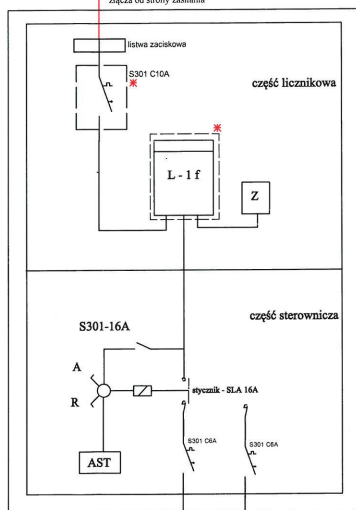 złącza od strony zasilania
listwa zaciskowa
S301 C10A
część licznikowa
L - 1 f
Z
część sterownicza
S301-16A
A
R
stycznik - SLA 16A
S301 C6A
S301 C6A
AST